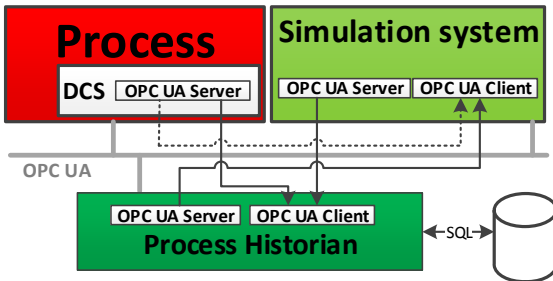 Process
Simulation system
DCS
OPC UA Server
OPC UA Server
OPC UA Client
OPC UA
OPC UA Server
OPC UA Client
Process Historian
SQL